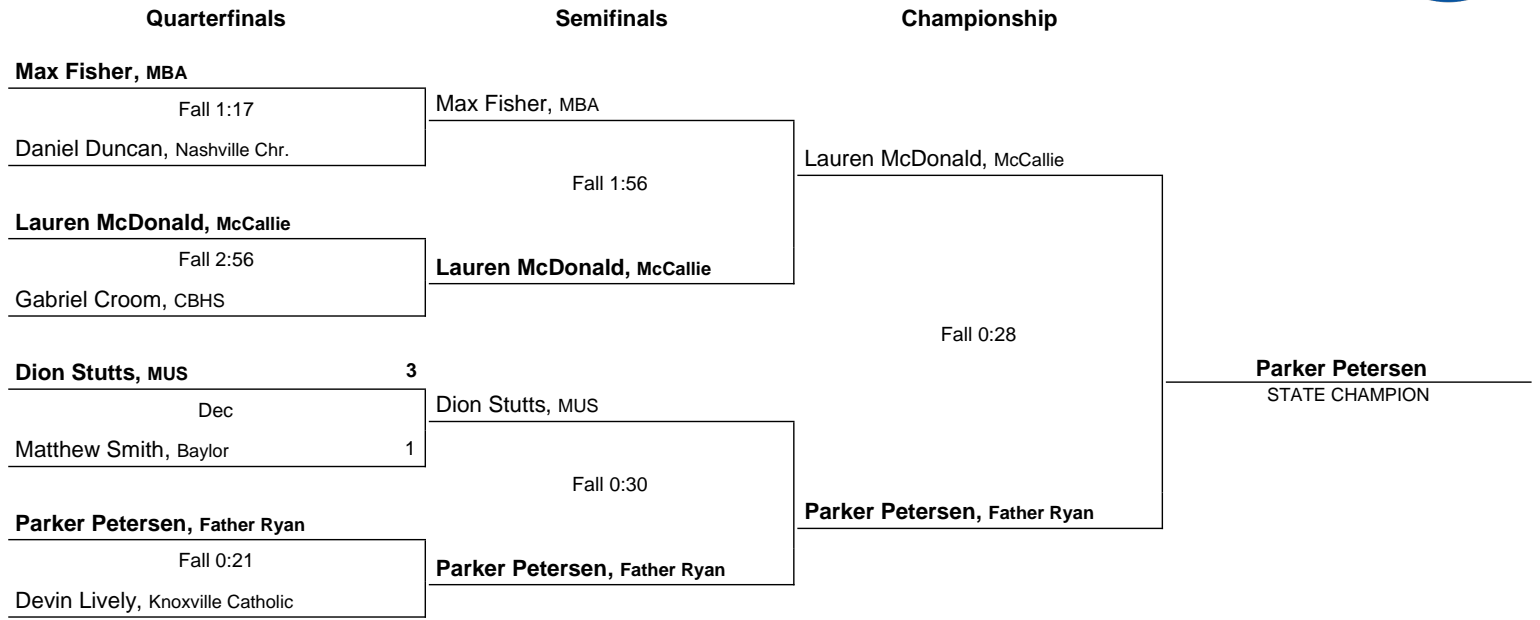 Quarterfinals Semifinals Championship
Max Fisher, MBA
Fall 1:17
Daniel Duncan, Nashville Chr.
Lauren McDonald, McCallie
Fall 2:56
Gabriel Croom, CBHS
Dion Stutts, MUS 3
Dec
Matthew Smith, Baylor 1
Parker Petersen, Father Ryan
Fall 0:21
Devin Lively, Knoxville Catholic
Max Fisher, MBA
Fall 1:56
Lauren McDonald, McCallie
Dion Stutts, MUS
Fall 0:30
Parker Petersen, Father Ryan
Lauren McDonald, McCallie
Fall 0:28
Parker Petersen, Father Ryan
Parker Petersen
STATE CHAMPION